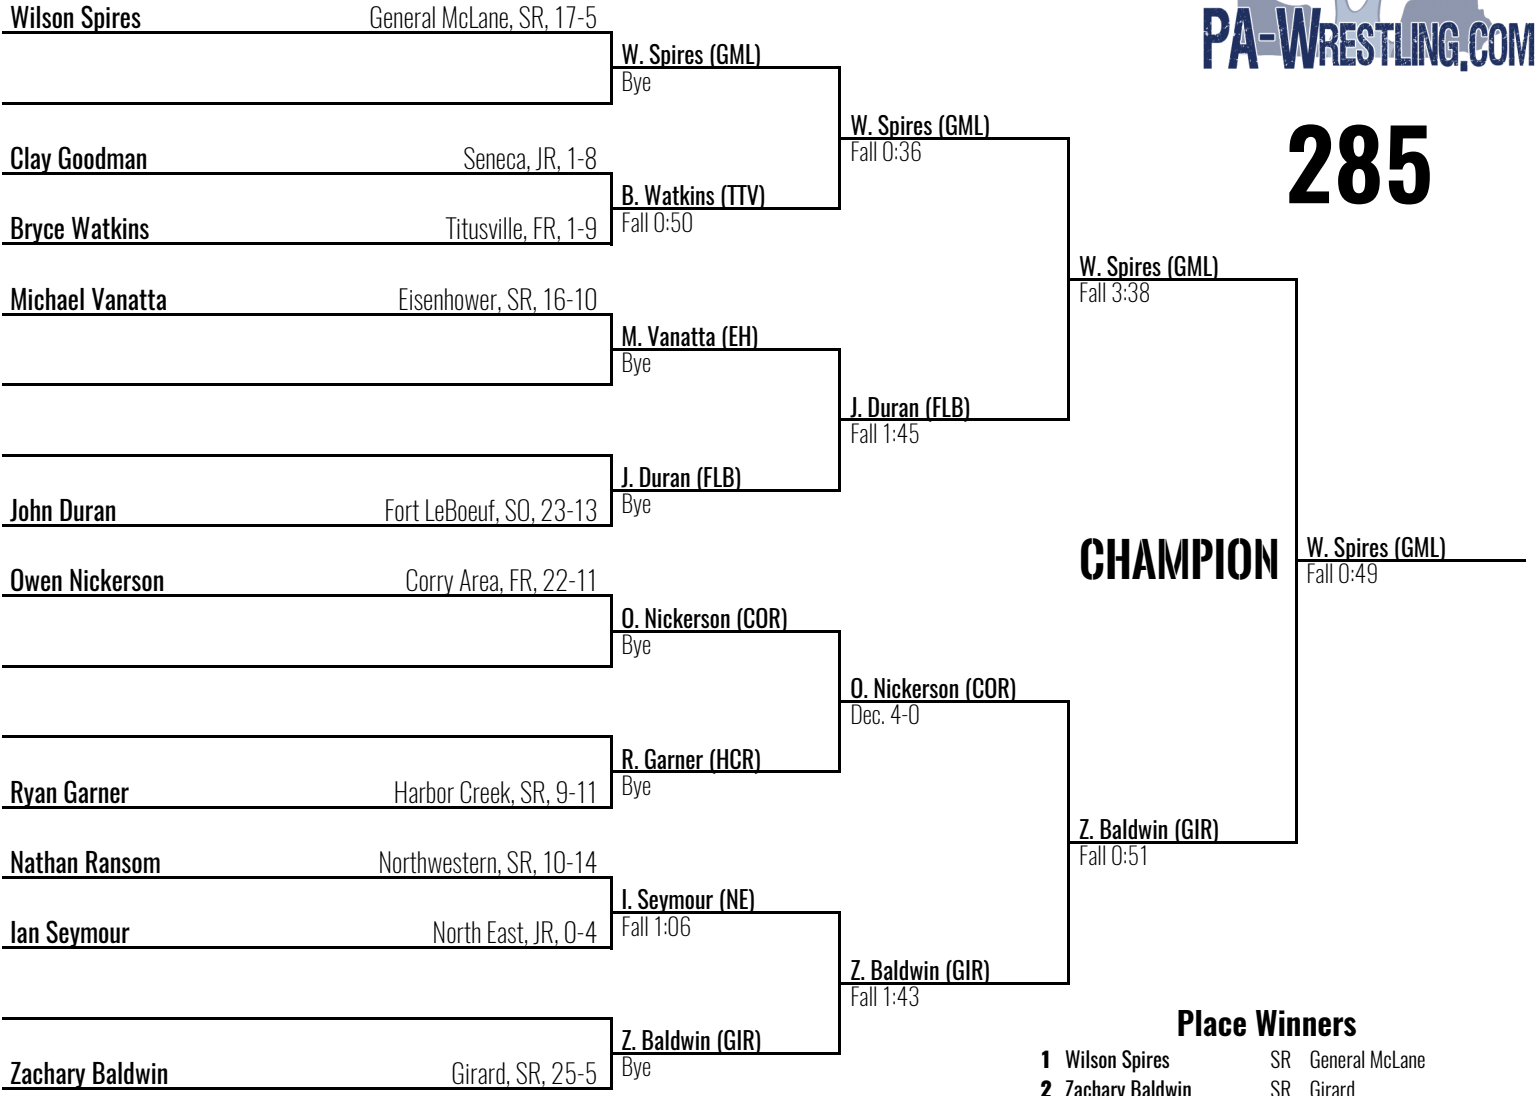 PA-WRESTLING.COM
285
Wilson Spires General McLane, SR, 17-5
W. Spires (GML)
Bye
Clay Goodman Seneca, JR, 1-8
Bryce Watkins Titusville, FR, 1-9
B. Watkins (TTV)
Fall 0:50
W. Spires (GML)
Fall 0:36
Michael Vanatta Eisenhower, SR, 16-10
M. Vanatta (EH)
Bye
John Duran Fort LeBoeuf, SO, 23-13
J. Duran (FLB)
Bye
J. Duran (FLB)
Fall 1:45
W. Spires (GML)
Fall 3:38
Owen Nickerson Corry Area, FR, 22-11
O. Nickerson (COR)
Bye
Ryan Garner Harbor Creek, SR, 9-11
R. Garner (HCR)
Bye
O. Nickerson (COR)
Dec. 4-0
Nathan Ransom Northwestern, SR, 10-14
Ian Seymour North East, JR, 0-4
I. Seymour (NE)
Fall 1:06
Zachary Baldwin Girard, SR, 25-5
Z. Baldwin (GIR)
Bye
Z. Baldwin (GIR)
Fall 1:43
Z. Baldwin (GIR)
Fall 0:51
CHAMPION
W. Spires (GML)
Fall 0:49
Place Winners
1 Wilson Spires SR General McLane
2 Zachary Baldwin SR Girard